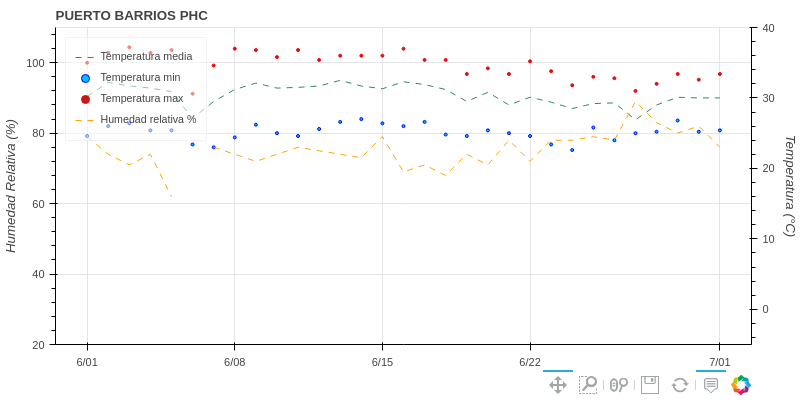 PUERTO BARRIOS PHC
Temperatura media
Temperatura min
Temperatura max
Humedad relativa %
Humedad Relativa (%)
100
80
60
40
20
Temperatura (°C)
40
30
20
10
0
6/01
6/08
6/15
6/22
7/01